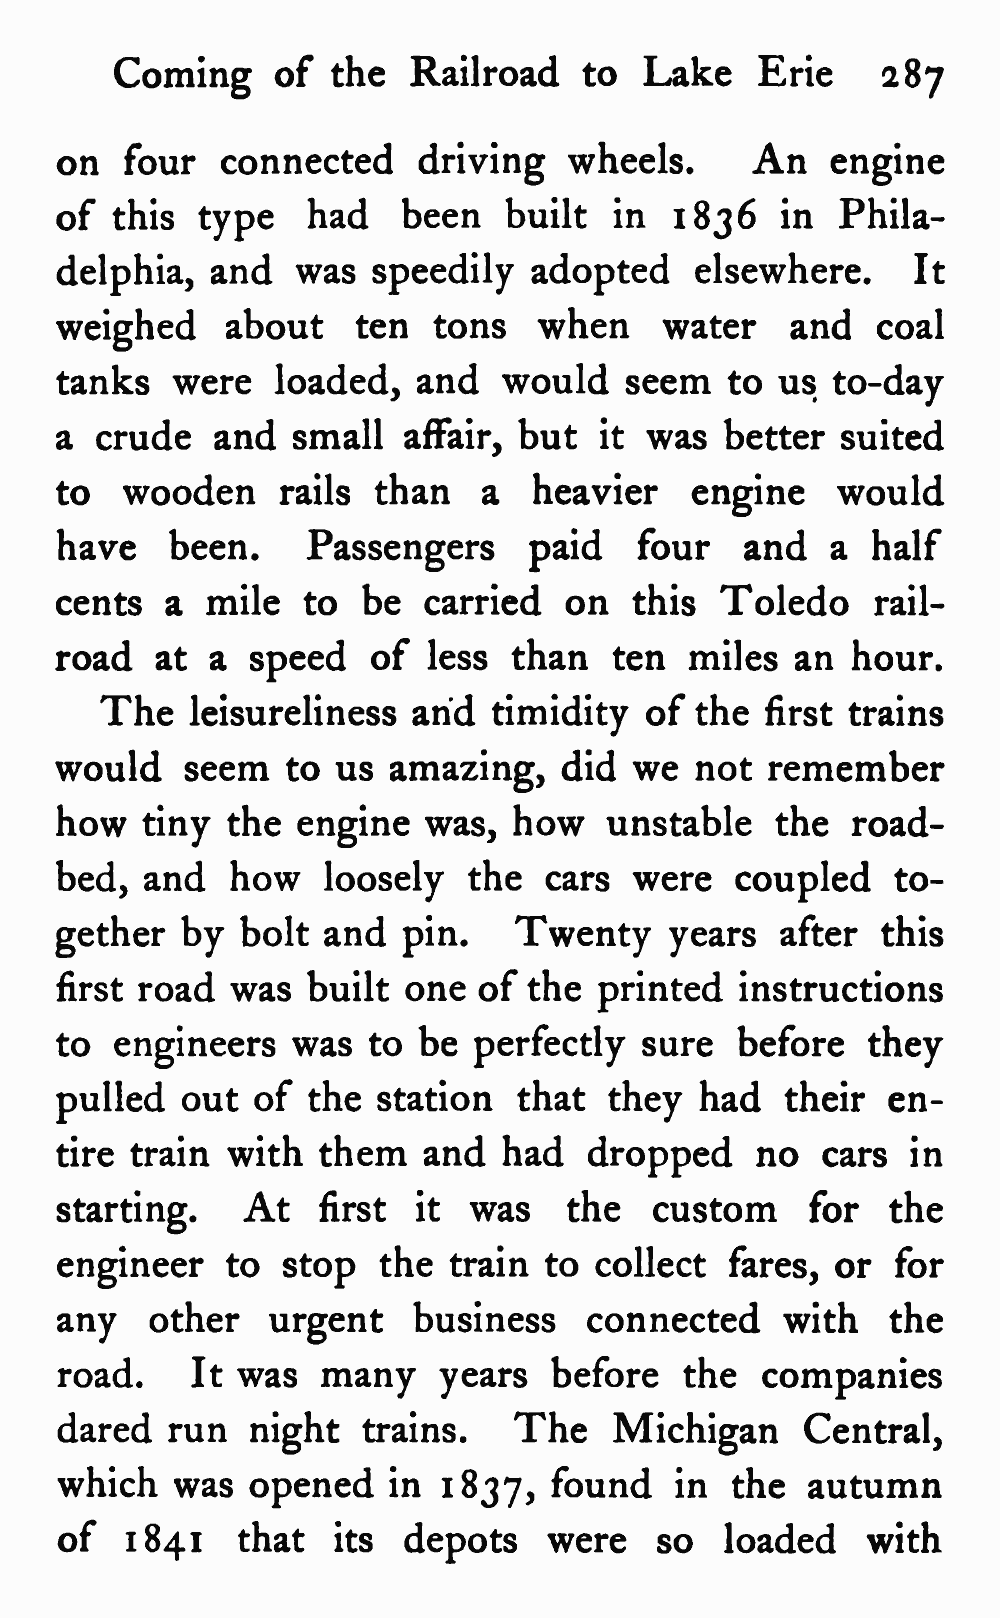 Coming of the Railroad to Lake Erie 287
on four connected driving wheels. An engine
of this type had been built in 1836 in Phila-
delphia, and was speedily adopted elsewhere. It
weighed about ten tons when water and coal
tanks were loaded, and would seem to us to-day
a crude and small affair, but it was better suited
to wooden rails than a heavier engine would
have been. Passengers paid four and a half
cents a mile to be carried on this Toledo rail-
road at a speed of less than ten miles an hour.
The leisureliness and timidity of the first trains
would seem to us amazing, did we not remember
how tiny the engine was, how unstable the road-
bed, and how loosely the cars were coupled to-
gether by bolt and pin. Twenty years after this
first road was built one of the printed instructions
to engineers was to be perfectly sure before they
pulled out of the station that they had their en-
tire train with them and had dropped no cars in
starting. At first it was the custom for the
engineer to stop the train to collect fares, or for
any other urgent business connected with the
road. It was many years before the companies
dared run night trains. The Michigan Central,
which was opened in 1837, found in the autumn
of 1841 that its depots were so loaded with